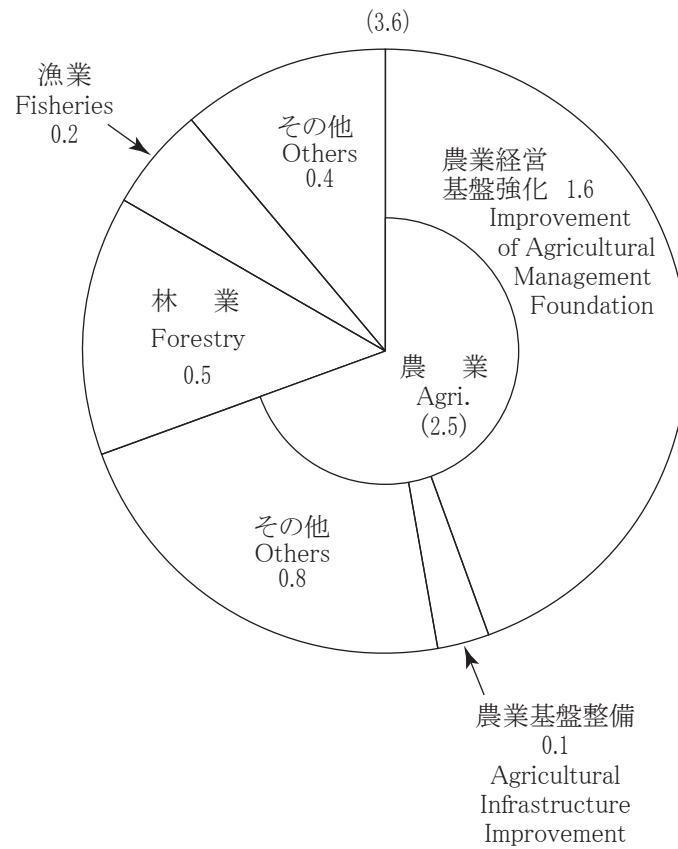 (3.6)
漁業
Fisheries
0.2
その他
Others
0.4
農業経営
基盤強化 1.6
Improvement
of Agricultural
Management
Foundation
林 業
Forestry
0.5
農 業
Agri.
(2.5)
その他
Others
0.8
農業基盤整備
0.1
Agricultural
Infrastructure
Improvement